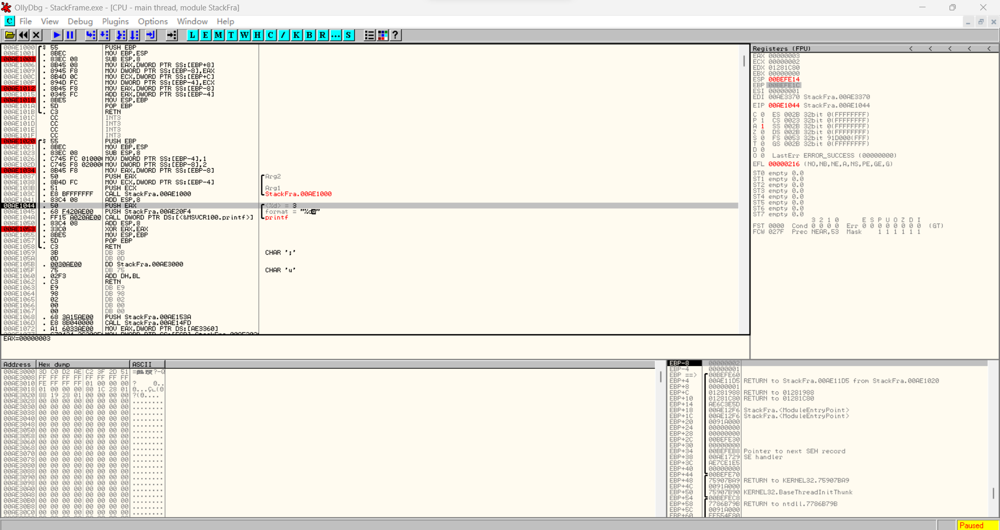 OllyDbg - StackFrame.exe - [CPU - main thread, module StackFra]
C File View Debug Plugins Options Window Help
L E M T W H C / K B R ... S ?
00AE1000 $ 55 PUSH EBP
00AE1001 . 8BEC MOV EBP,ESP
00AE1003 . 83EC 08 SUB ESP,8
00AE1006 . 8B45 08 MOV EAX,DWORD PTR SS:[EBP+8]
00AE1009 . 8945 F8 MOV DWORD PTR SS:[EBP-8],EAX
00AE100C . 8B4D 0C MOV ECX,DWORD PTR SS:[EBP+C]
00AE100F . 894D FC MOV DWORD PTR SS:[EBP-4],ECX
00AE1012 . 8B45 F8 MOV EAX,DWORD PTR SS:[EBP-8]
00AE1015 . 0345 FC ADD EAX,DWORD PTR SS:[EBP-4]
00AE1018 . 8BE5 MOV ESP,EBP
00AE101A . 5D POP EBP
00AE101B . C3 RETN
00AE101C CC INT3
00AE101D CC INT3
00AE101E CC INT3
00AE101F CC INT3
00AE1020 $ 55 PUSH EBP
00AE1021 . 8BEC MOV EBP,ESP
00AE1023 . 83EC 08 SUB ESP,8
00AE1026 . C745 FC 01000 MOV DWORD PTR SS:[EBP-4],1
00AE102D . C745 F8 02000 MOV DWORD PTR SS:[EBP-8],2
00AE1034 . 8B45 F8 MOV EAX,DWORD PTR SS:[EBP-8]
00AE1037 . 50 PUSH EAX Arg2
00AE1038 . 8B4D FC MOV ECX,DWORD PTR SS:[EBP-4]
00AE103B . 51 PUSH ECX Arg1
00AE103C . E8 BFFFFFFF CALL StackFra.00AE1000 StackFra.00AE1000
00AE1041 . 83C4 08 ADD ESP,8
00AE1044 . 50 PUSH EAX <%d> = 3
00AE1045 . 68 F420AE00 PUSH StackFra.00AE20F4 format = "%d"
00AE104A . FF15 A020AE00 CALL DWORD PTR DS:[<&MSVCR100.printf>] printf
00AE1050 . 83C4 08 ADD ESP,8
00AE1053 . 33C0 XOR EAX,EAX
00AE1055 . 8BE5 MOV ESP,EBP
00AE1057 . 5D POP EBP
00AE1058 . C3 RETN
00AE1059 3B DB 3B CHAR ';'
00AE105A 0D DB 0D
00AE105B . 0030AE00 DD StackFra.00AE3000
00AE105F 75 DB 75 CHAR 'u'
00AE1060 . 02F3 ADD DH,BL
00AE1062 . C3 RETN
00AE1063 E9 DB E9
00AE1064 98 DB 98
00AE1065 02 DB 02
00AE1066 00 DB 00
00AE1067 00 DB 00
00AE1068 . 68 3A15AE00 PUSH StackFra.00AE153A
00AE106D . E8 8B040000 CALL StackFra.00AE14FD
00AE1072 . A1 6033AE00 MOV EAX,DWORD PTR DS:[AE3360]
EAX=00000003
Registers (FPU) < < < < <
EAX 00000003
ECX 00000002
EDX 01281C80
EBX 00000000
ESP 00BEFE14
EBP 00BEFE1C
ESI 00000001
EDI 00AE3370 StackFra.00AE3370
EIP 00AE1044 StackFra.00AE1044
C 0 ES 002B 32bit 0(FFFFFFFF)
P 1 CS 0023 32bit 0(FFFFFFFF)
A 1 SS 002B 32bit 0(FFFFFFFF)
Z 0 DS 002B 32bit 0(FFFFFFFF)
S 0 FS 0053 32bit 91D000(FFF)
T 0 GS 002B 32bit 0(FFFFFFFF)
D 0
O 0 LastErr ERROR_SUCCESS (00000000)
EFL 00000216 (NO,NB,NE,A,NS,PE,GE,G)
ST0 empty 0.0
ST1 empty 0.0
ST2 empty 0.0
ST3 empty 0.0
ST4 empty 0.0
ST5 empty 0.0
ST6 empty 0.0
ST7 empty 0.0
3 2 1 0 E S P U O Z D I
FST 0000 Cond 0 0 0 0 Err 0 0 0 0 0 0 0 0 (GT)
FCW 027F Prec NEAR,53 Mask 1 1 1 1 1 1
Address Hex dump ASCII
00AE3000 3D C0 D2 AE C2 3F 2D 51
00AE3008 FF FF FF FF FF FF FF FF
00AE3010 FE FF FF FF 01 00 00 00
00AE3018 01 00 00 00 80 1C 28 01
00AE3020 88 19 28 01 00 00 00 00
00AE3028 00 00 00 00 00 00 00 00 ........
00AE3030 00 00 00 00 00 00 00 00 ........
00AE3038 00 00 00 00 00 00 00 00 ........
00AE3040 00 00 00 00 00 00 00 00 ........
00AE3048 00 00 00 00 00 00 00 00 ........
00AE3050 00 00 00 00 00 00 00 00 ........
00AE3058 00 00 00 00 00 00 00 00 ........
00AE3060 00 00 00 00 00 00 00 00 ........
00AE3068 00 00 00 00 00 00 00 00 ........
00AE3070 00 00 00 00 00 00 00 00 ........
00AE3078 00 00 00 00 00 00 00 00 ........
00AE3080 00 00 00 00 00 00 00 00 ........
00AE3088 00 00 00 00 00 00 00 00 ........
00AE3090 00 00 00 00 00 00 00 00 ........
00AE3098 00 00 00 00 00 00 00 00 ........
00AE30A0 00 00 00 00 00 00 00 00 ........
00AE30A8 00 00 00 00 00 00 00 00 ........
00AE30B0 00 00 00 00 00 00 00 00 ........
00AE30B8 00 00 00 00 00 00 00 00 ........
00AE30C0 00 00 00 00 00 00 00 00 ........
EBP-8 00000002
EBP-4 00000001
EBP ==> 00BEFE60
EBP+4 00AE11D5 RETURN to StackFra.00AE11D5 from StackFra.00AE1020
EBP+8 00000001
EBP+C 01281988 RETURN to 01281988
EBP+10 01281C80 RETURN to 01281C80
EBP+14 AE6C3E5D
EBP+18 00AE12F6 StackFra.<ModuleEntryPoint>
EBP+1C 00AE12F6 StackFra.<ModuleEntryPoint>
EBP+20 0091A000
EBP+24 00000000
EBP+28 00000000
EBP+2C 00BEFE30
EBP+30 00000000
EBP+34 00BEFEB8 Pointer to next SEH record
EBP+38 00AE1729 SE handler
EBP+3C AE7CE1E5
EBP+40 00000000
EBP+44 00BEFE70
EBP+48 75907BA9 RETURN to KERNEL32.75907BA9
EBP+4C 0091A000
EBP+50 75907B90 KERNEL32.BaseThreadInitThunk
EBP+54 00BEFEC8
EBP+58 7786B79B RETURN to ntdll.7786B79B
EBP+5C 0091A000
EBP+60 FF554F80
Paused